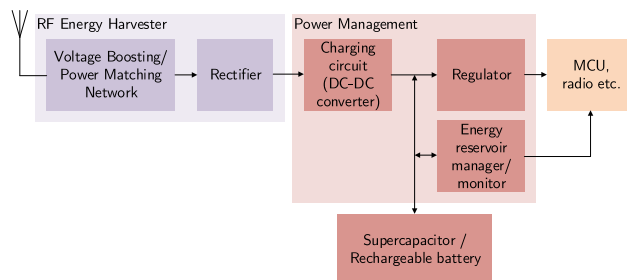 RF Energy Harvester
Voltage Boosting/
Power Matching
Network
Rectifier
Power Management
Charging
circuit
(DC-DC
converter)
Regulator
MCU,
radio etc.
Energy
reservoir
manager/
monitor
Supercapacitor /
Rechargeable battery